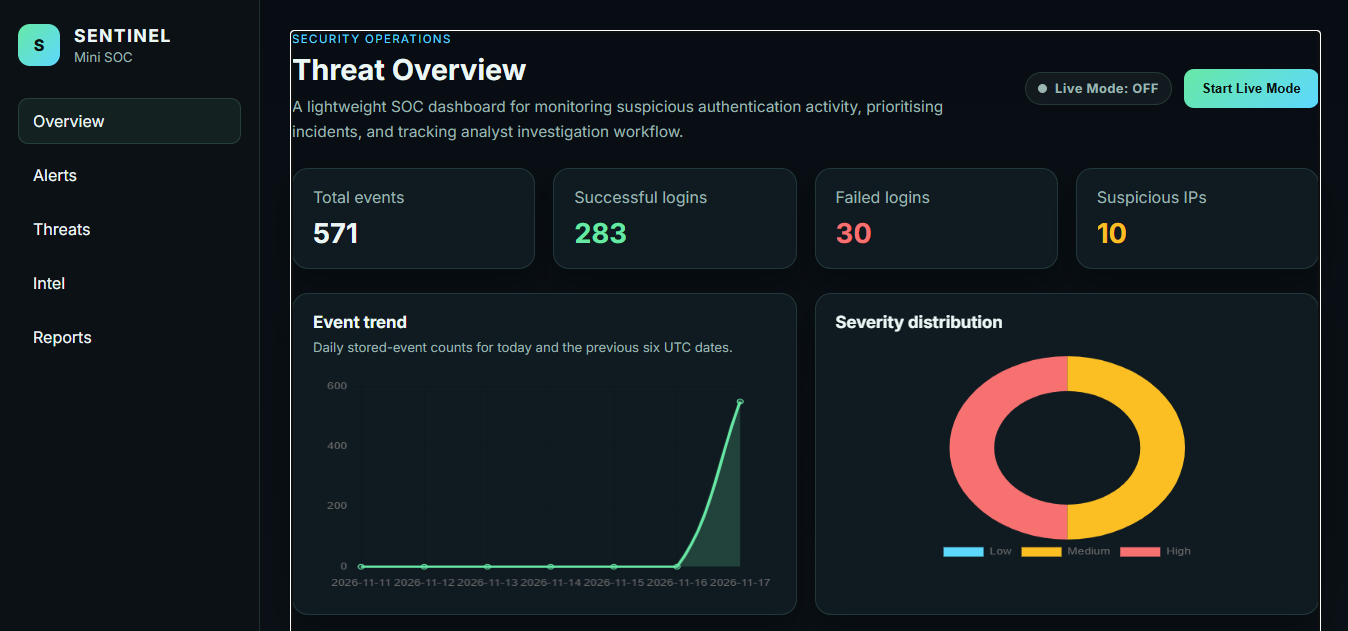 S
SENTINEL
Mini SOC
Overview
Alerts
Threats
Intel
Reports
SECURITY OPERATIONS
Threat Overview
A lightweight SOC dashboard for monitoring suspicious authentication activity, prioritising
incidents, and tracking analyst investigation workflow.
Live Mode: OFF
Start Live Mode
Total events
571
Successful logins
283
Failed logins
30
Suspicious IPs
10
Event trend
Daily stored-event counts for today and the previous six UTC dates.
600
400
200
0
2026-11-11 2026-11-12 2026-11-13 2026-11-14 2026-11-15 2026-11-16 2026-11-17
Severity distribution
Low Medium High